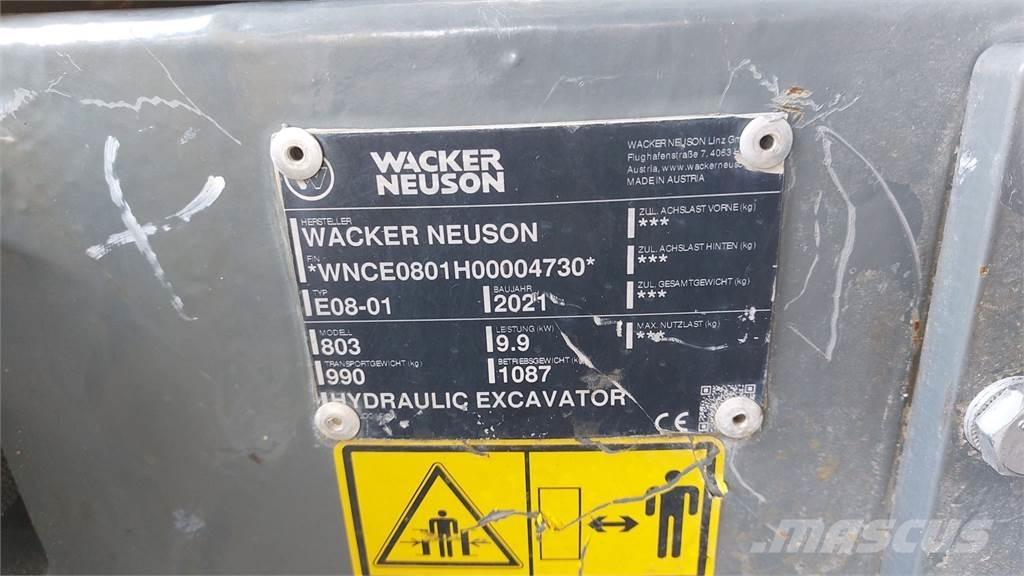 WACKER
NEUSON
WACKER NEUSON Linz
Flughafenstraße 7, 4063
Austria, www.wackerneuson
MADE IN AUSTRIA
HERSTELLER
WACKER NEUSON
FIN
*WNCE0801H00004730*
TYP
E08-01
BAUJAHR
2021
MODELL
803
LEISTUNG (kW)
9.9
TRANSPORTGEWICHT (kg)
990
BETRIEBSGEWICHT (kg)
1087
HYDRAULIC EXCAVATOR
ZUL. ACHSLAST VORNE (kg)
***
ZUL. ACHSLAST HINTEN (kg)
***
ZUL. GESAMTGEWICHT (kg)
***
MAX. NUTZLAST (kg)
***
CE
MASCUS